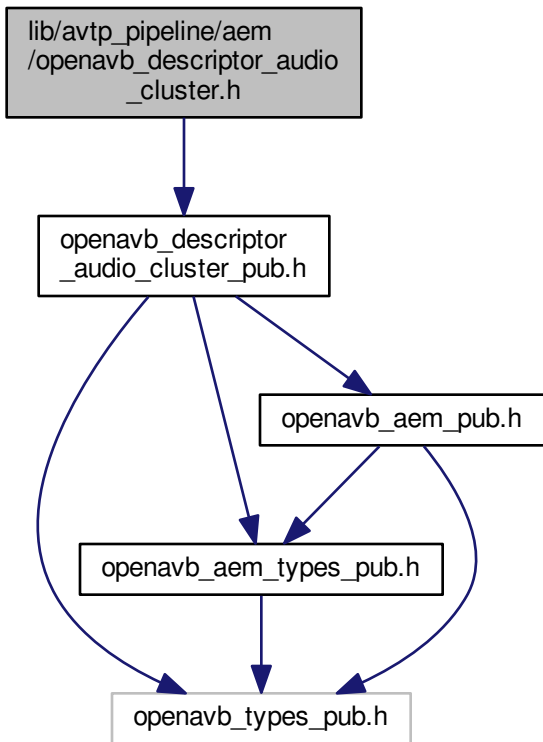 lib/avtp_pipeline/aem
/openavb_descriptor_audio
_cluster.h
openavb_descriptor
_audio_cluster_pub.h
openavb_aem_pub.h
openavb_aem_types_pub.h
openavb_types_pub.h